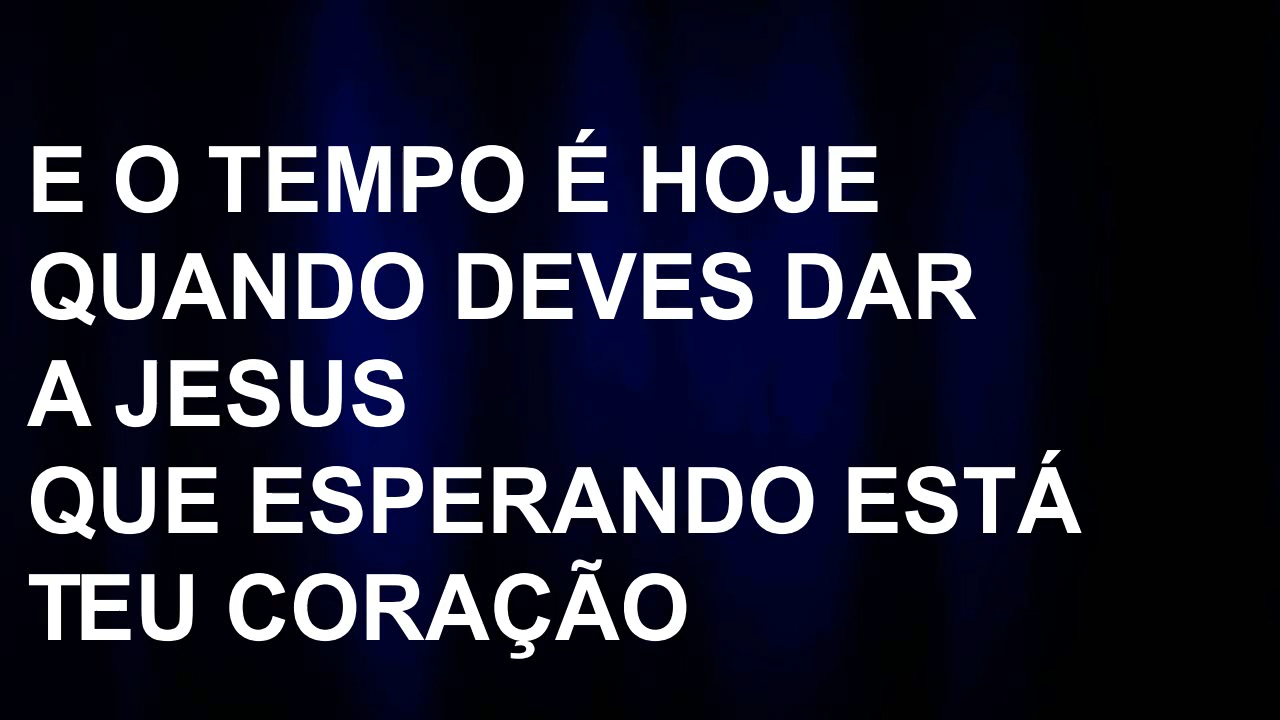 E O TEMPO É HOJE
QUANDO DEVES DAR
A JESUS
QUE ESPERANDO ESTÁ
TEU CORAÇÃO